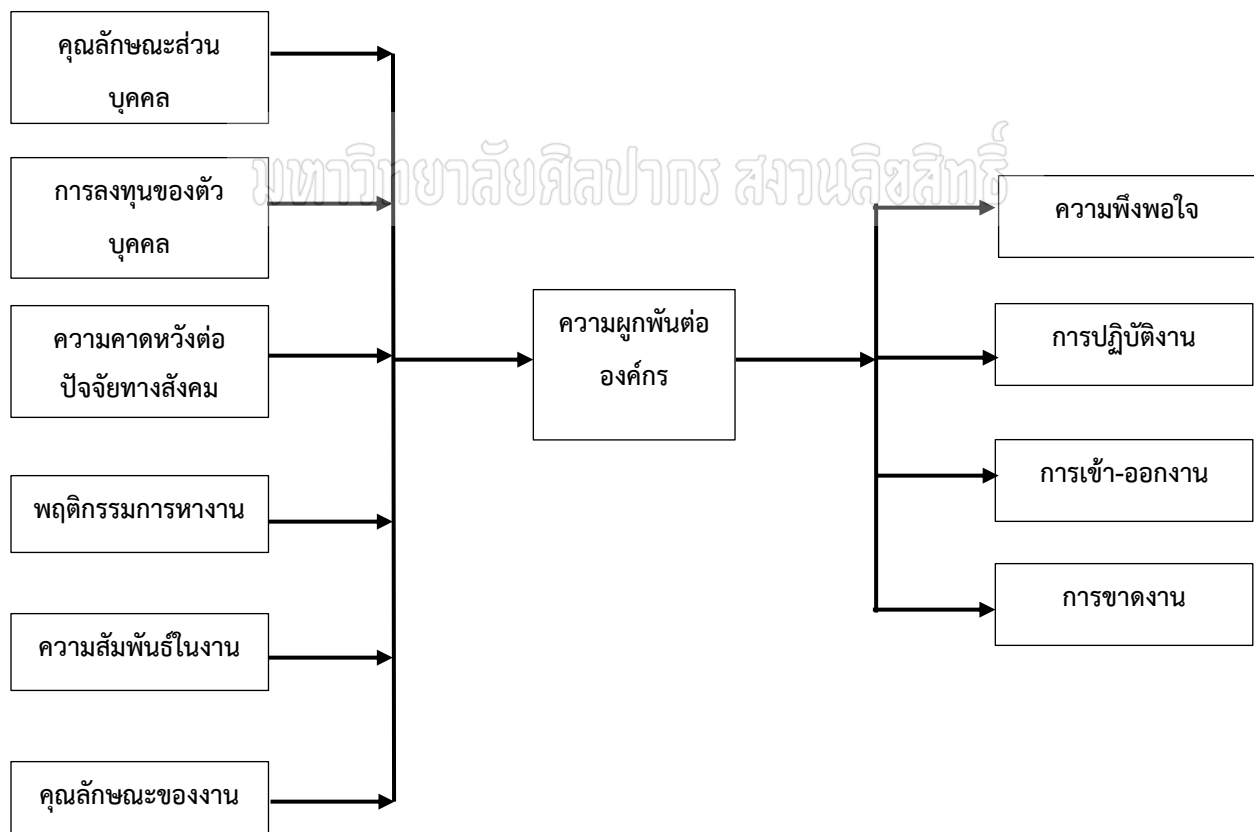 คุณลักษณะส่วน
บุคคล
มหาวิทยาลัยศิลปากร สงวนลิขสิทธิ์
การลงทุนของตัว
บุคคล
ความคาดหวังต่อ
ปัจจัยทางสังคม
พฤติกรรมการหางาน
ความสัมพันธ์ในงาน
คุณลักษณะของงาน
ความผูกพันต่อ
องค์กร
ความพึงพอใจ
การปฏิบัติงาน
การเข้า-ออกงาน
การขาดงาน